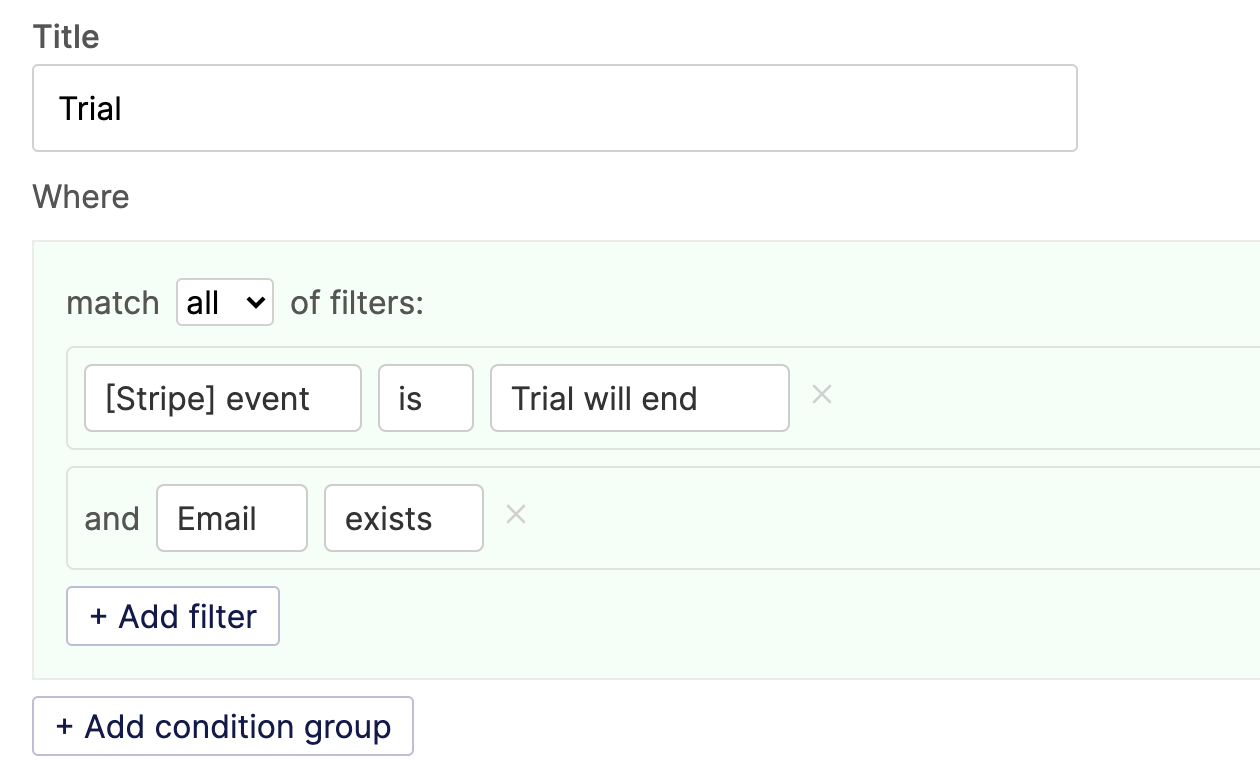 Title
Trial
Where
match all of filters:
[Stripe] event is Trial will end ×
and Email exists ×
+ Add filter
+ Add condition group